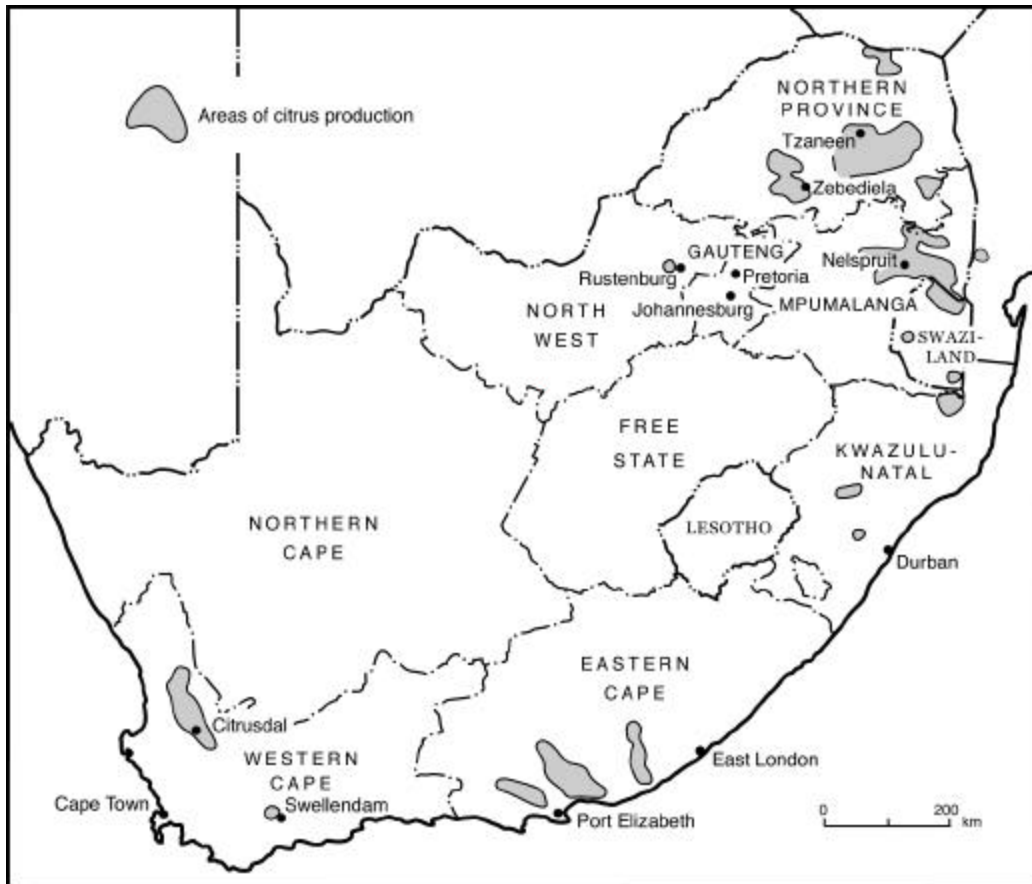 Areas of citrus production
NORTHERN
PROVINCE
Tzaneen
Zebediela
GAUTENG
Nelspruit
Rustenburg
Pretoria
Johannesburg
MPUMALANGA
NORTH
WEST
SWAZI-
LAND
FREE
STATE
KWAZULU-
NATAL
NORTHERN
CAPE
LESOTHO
Durban
EASTERN
CAPE
Citrusdal
WESTERN
CAPE
East London
Cape Town
Swellendam
Port Elizabeth
0 200
km